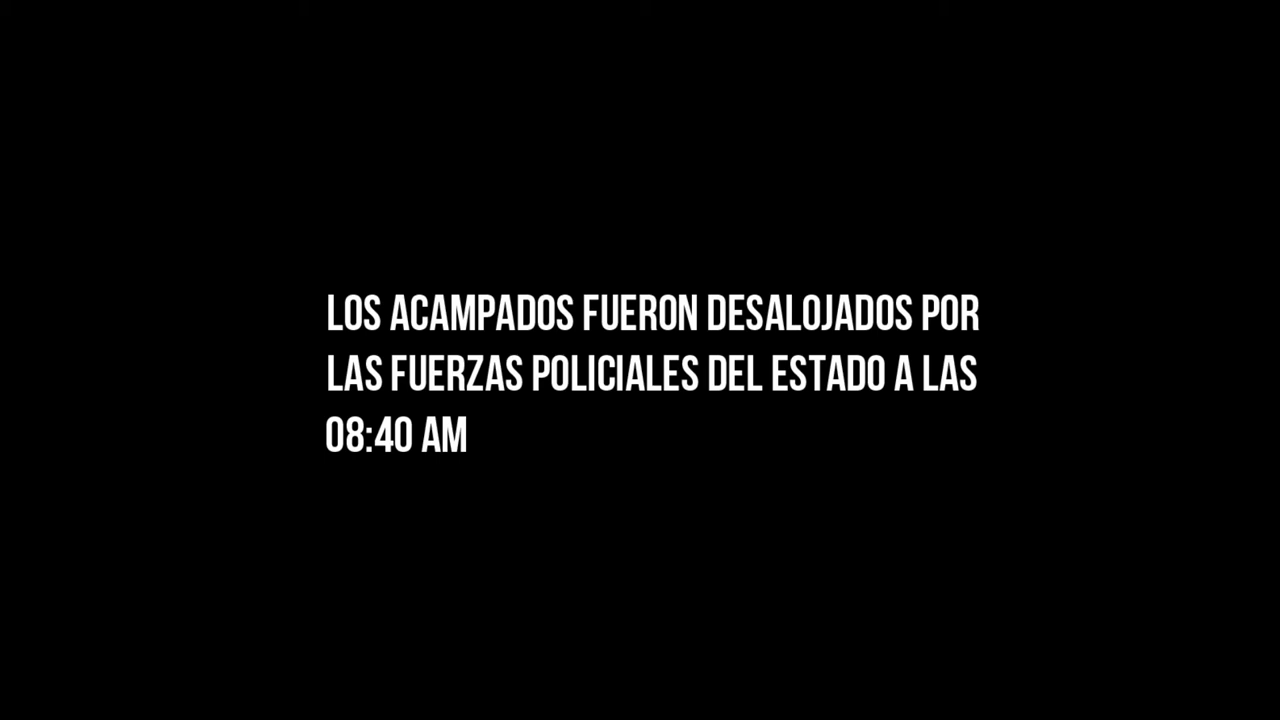 LOS ACAMPADOS FUERON DESALOJADOS POR
LAS FUERZAS POLICIALES DEL ESTADO A LAS
08:40 AM